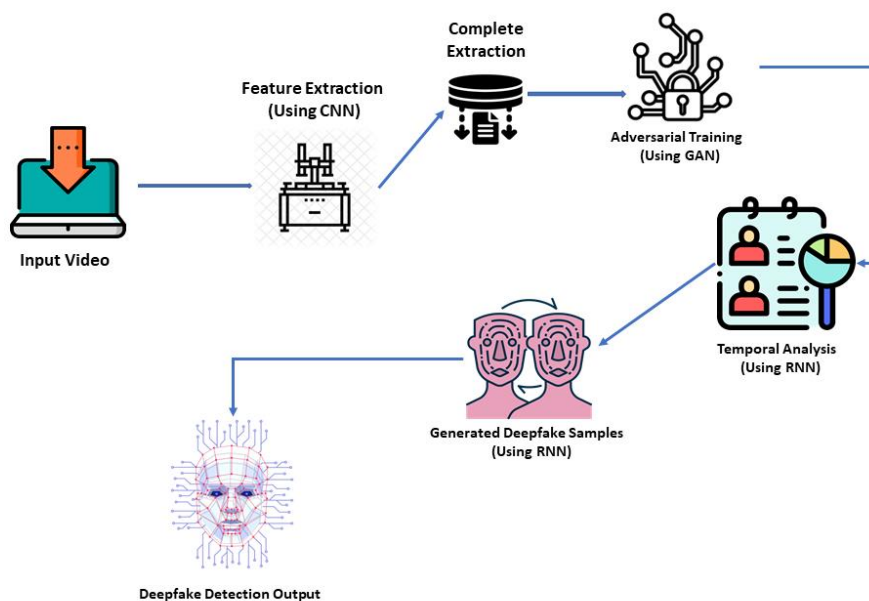 Input Video
Feature Extraction
(Using CNN)
Complete
Extraction
Adversarial Training
(Using GAN)
Temporal Analysis
(Using RNN)
Generated Deepfake Samples
(Using RNN)
Deepfake Detection Output